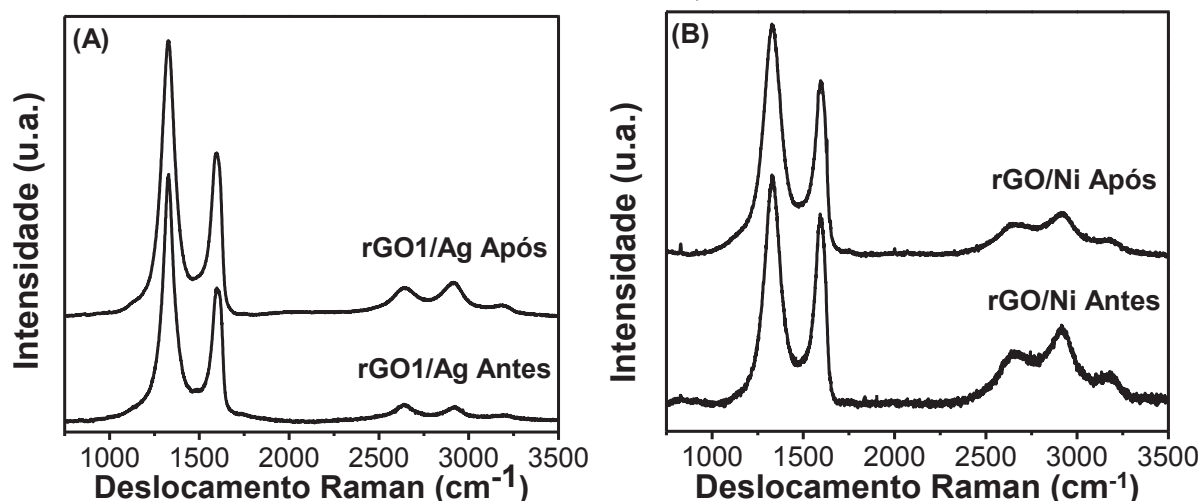 (A)
Intensidade (u.a.)
rGO1/Ag Após
rGO1/Ag Antes
1000 1500 2000 2500 3000 3500
Deslocamento Raman (cm-1)
(B)
Intensidade (u.a.)
rGO/Ni Após
rGO/Ni Antes
1000 1500 2000 2500 3000 3500
Deslocamento Raman (cm-1)